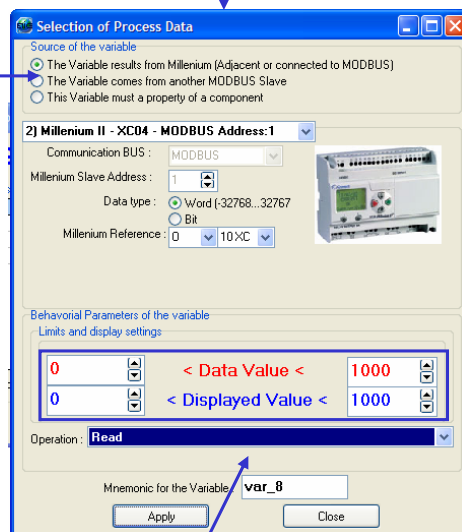 Selection of Process Data
Source of the variable
The Variable results from Millenium (Adjacent or connected to MODBUS)
The Variable comes from another MODBUS Slave
This Variable must a property of a component
2) Millenium II - XC04 - MODBUS Address:1
Communication BUS : MODBUS
Millenium Slave Address : 1
Data type : Word (-32768...32767
Bit
Millenium Reference : O 10XC
Behavorial Parameters of the variable
Limits and display settings
0 < Data Value < 1000
0 < Displayed Value < 1000
Operation : Read
Mnemonic for the Variable : var_8
Apply Close